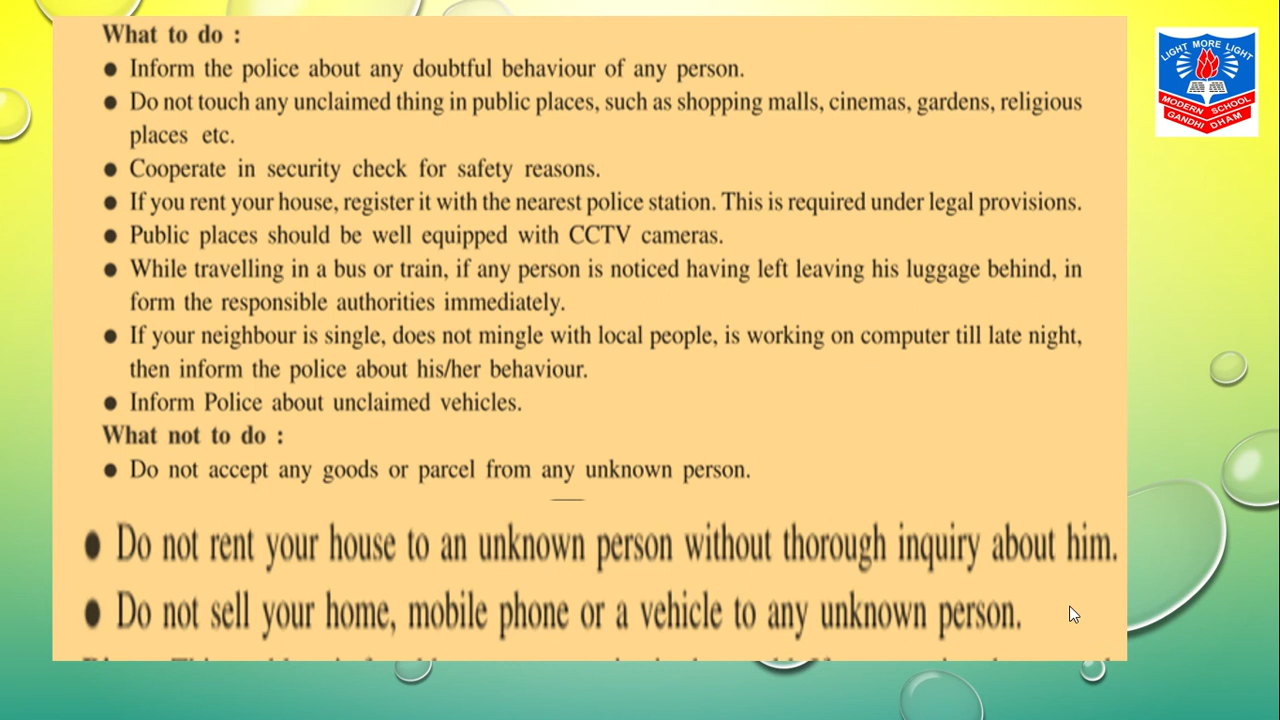 What to do :
● Inform the police about any doubtful behaviour of any person.
● Do not touch any unclaimed thing in public places, such as shopping malls, cinemas, gardens, religious
places etc.
● Cooperate in security check for safety reasons.
● If you rent your house, register it with the nearest police station. This is required under legal provisions.
● Public places should be well equipped with CCTV cameras.
● While travelling in a bus or train, if any person is noticed having left leaving his luggage behind, in
form the responsible authorities immediately.
● If your neighbour is single, does not mingle with local people, is working on computer till late night,
then inform the police about his/her behaviour.
● Inform Police about unclaimed vehicles.
What not to do :
● Do not accept any goods or parcel from any unknown person.
● Do not rent your house to an unknown person without thorough inquiry about him.
● Do not sell your home, mobile phone or a vehicle to any unknown person.
LIGHT MORE LIGHT
MODERN SCHOOL
GANDHI DHAM